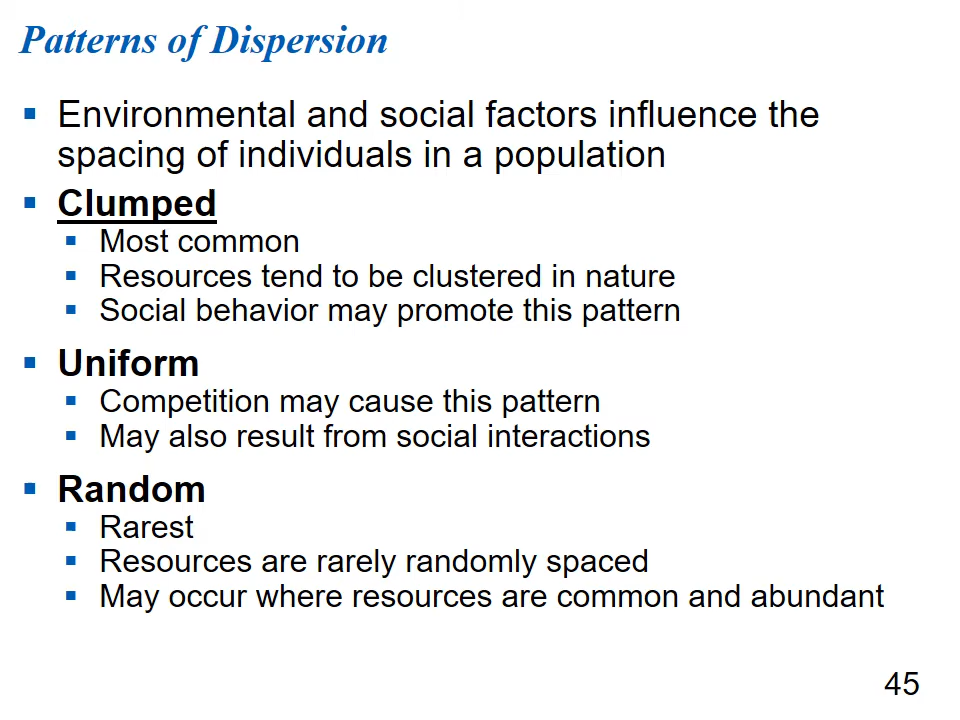 Patterns of Dispersion
Environmental and social factors influence the
spacing of individuals in a population
Clumped
Most common
Resources tend to be clustered in nature
Social behavior may promote this pattern
Uniform
Competition may cause this pattern
May also result from social interactions
Random
Rarest
Resources are rarely randomly spaced
May occur where resources are common and abundant
45